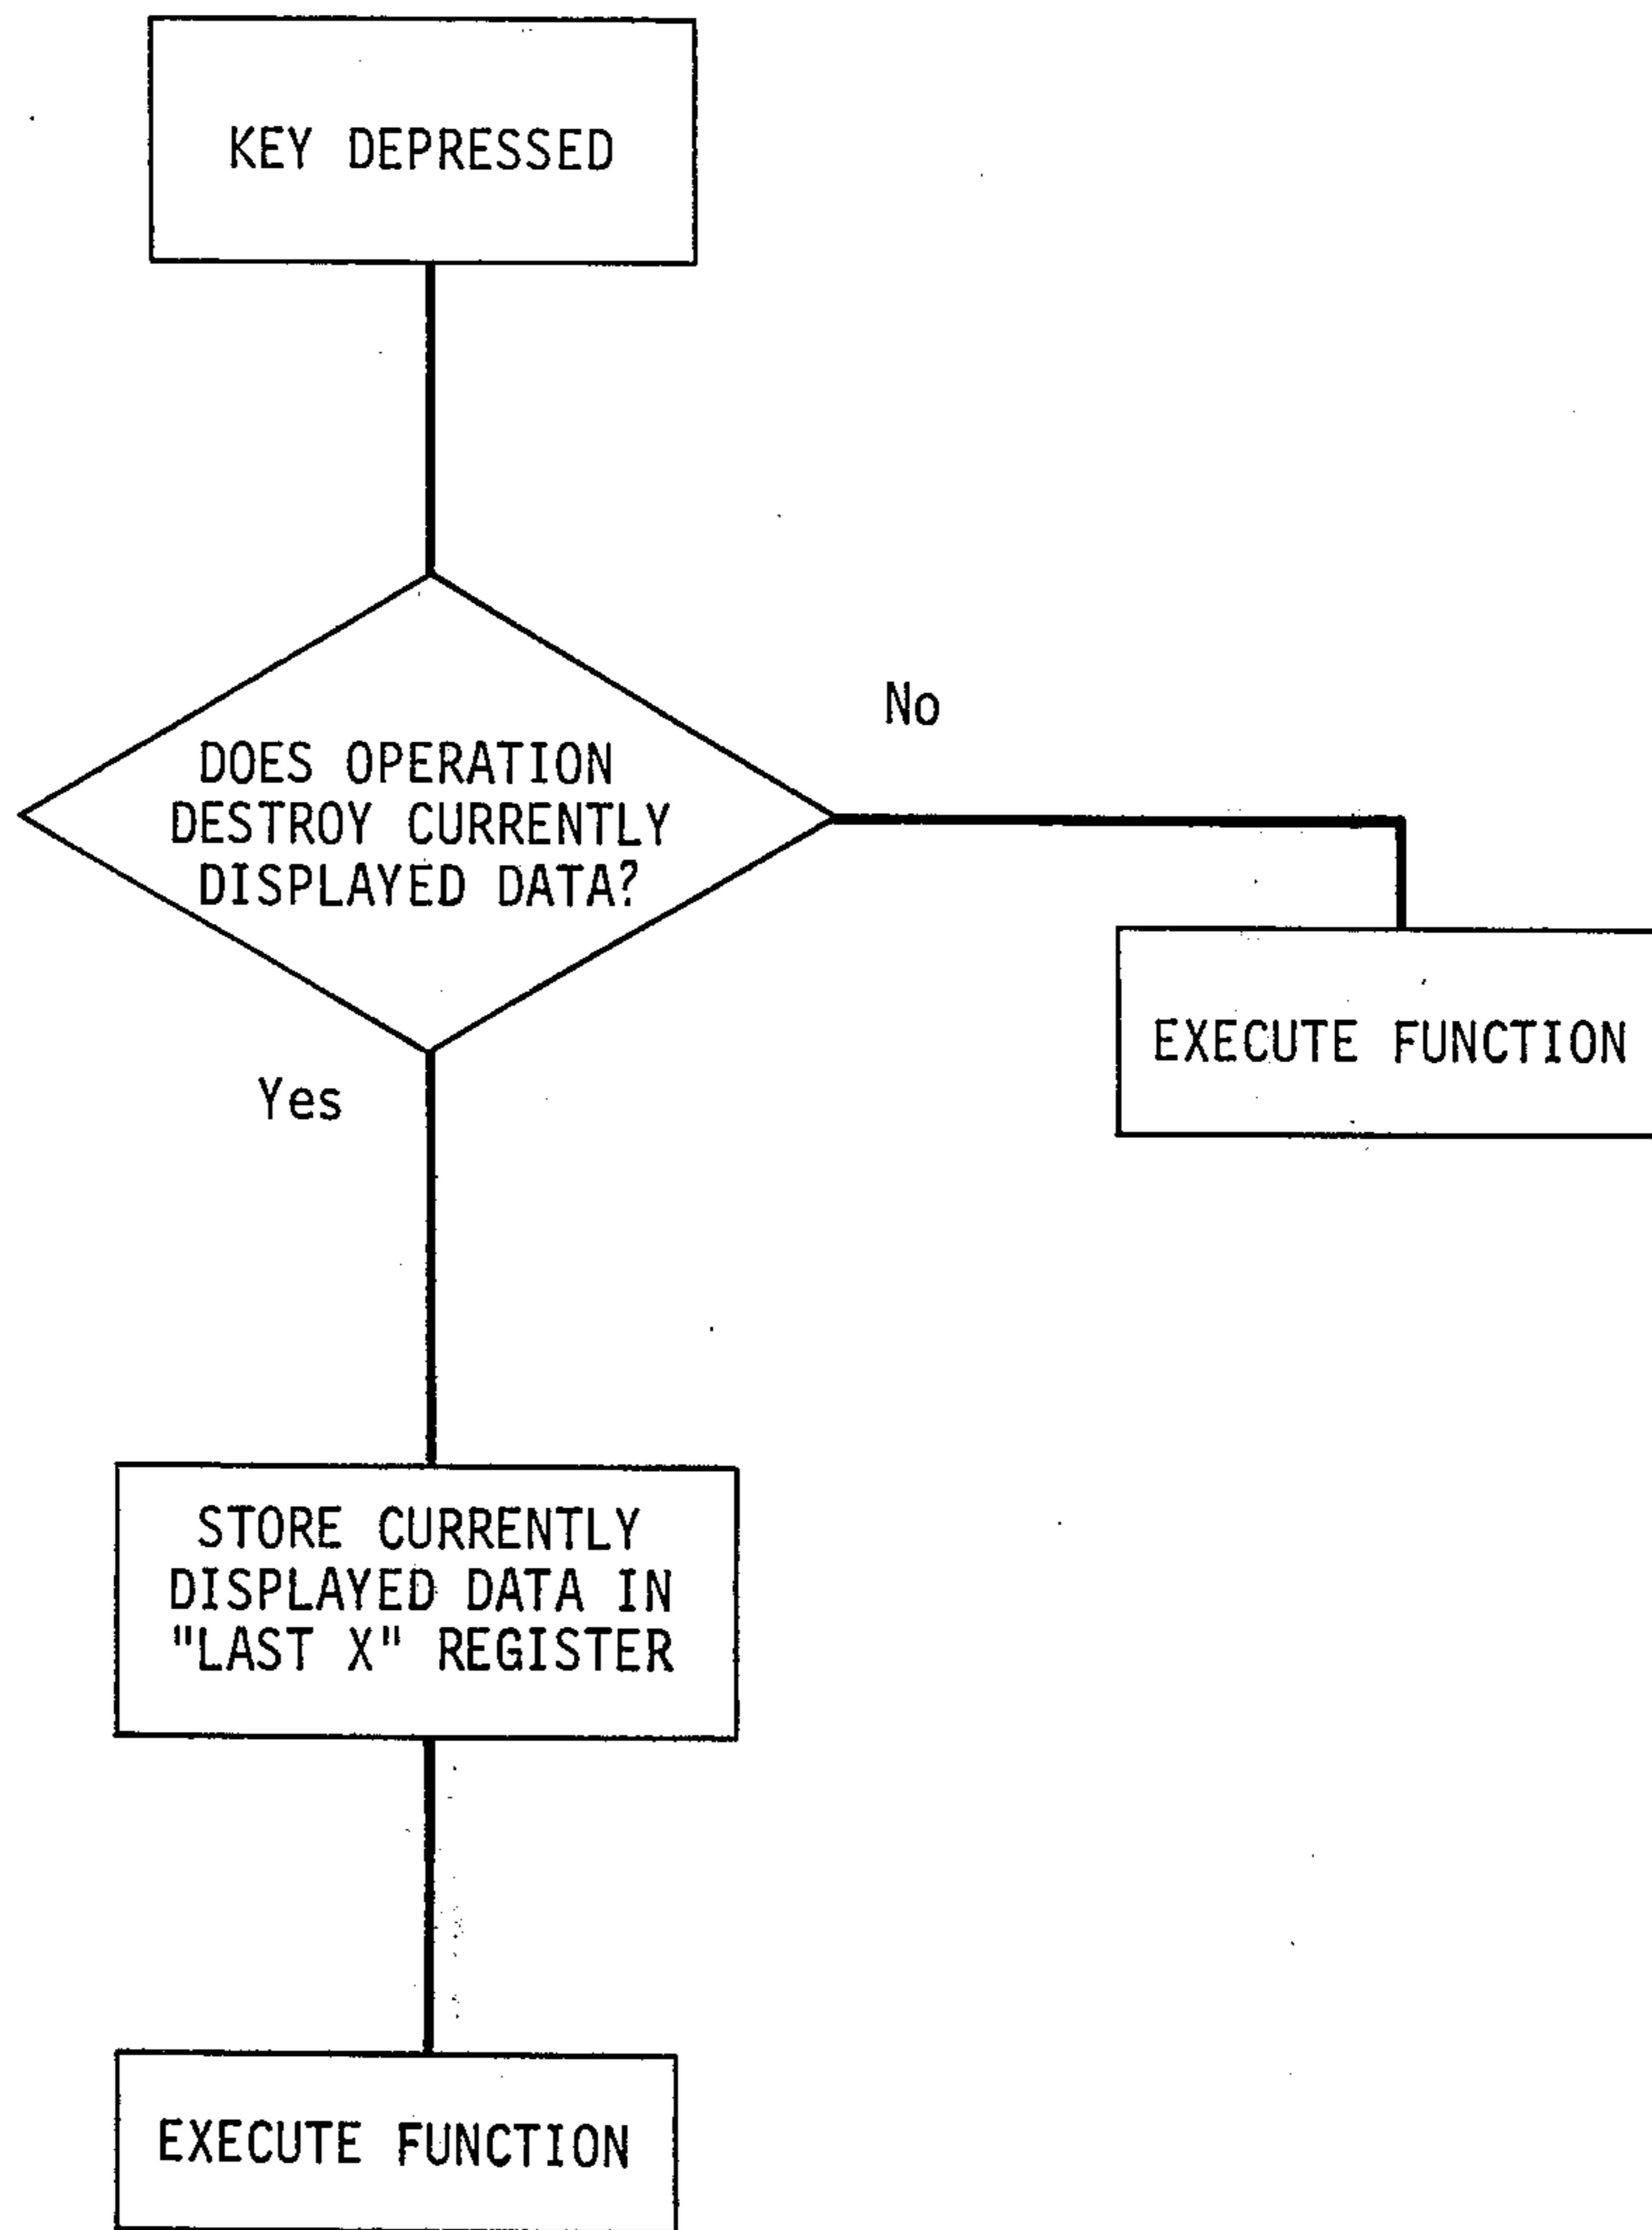 KEY DEPRESSED
DOES OPERATION
DESTROY CURRENTLY
DISPLAYED DATA?
No
EXECUTE FUNCTION
Yes
STORE CURRENTLY
DISPLAYED DATA IN
"LAST X" REGISTER
EXECUTE FUNCTION